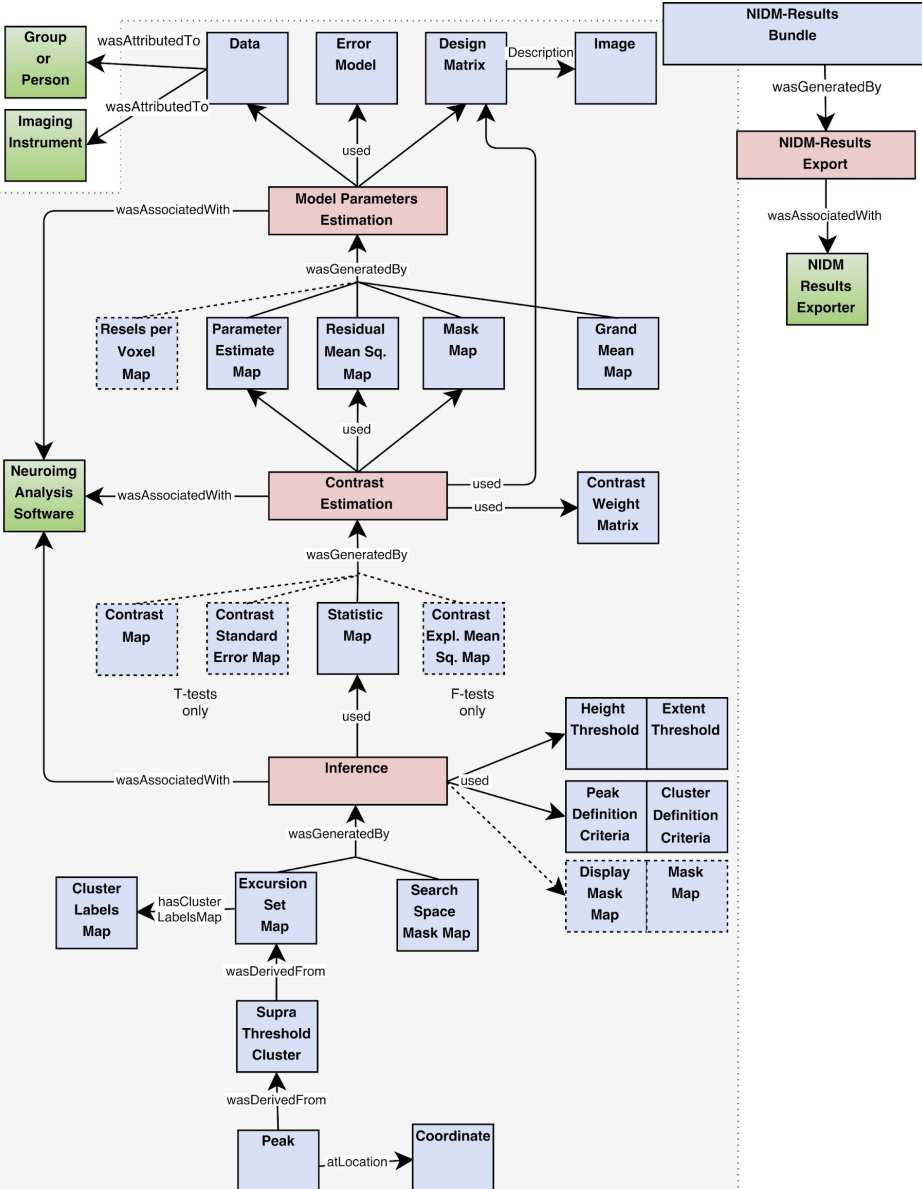 NIDM-Results
Bundle
wasGeneratedBy
NIDM-Results
Export
wasAssociatedWith
NIDM
Results
Exporter
Group
or
Person
wasAttributedTo
Imaging
Instrument
wasAttributedTo
Data
Error
Model
Design
Matrix
Description
Image
used
Model Parameters
Estimation
wasAssociatedWith
wasGeneratedBy
Resels per
Voxel
Map
Parameter
Estimate
Map
Residual
Mean Sq.
Map
Mask
Map
Grand
Mean
Map
used
Neuroimg
Analysis
Software
wasAssociatedWith
Contrast
Estimation
used
used
Contrast
Weight
Matrix
wasGeneratedBy
Contrast
Map
Contrast
Standard
Error Map
Statistic
Map
Contrast
Expl. Mean
Sq. Map
T-tests
only
F-tests
only
used
Inference
wasAssociatedWith
used
Height
Threshold
Extent
Threshold
Peak
Definition
Criteria
Cluster
Definition
Criteria
Display
Mask
Map
Mask
Map
wasGeneratedBy
Cluster
Labels
Map
hasCluster
LabelsMap
Excursion
Set
Map
Search
Space
Mask Map
wasDerivedFrom
Supra
Threshold
Cluster
wasDerivedFrom
Peak
atLocation
Coordinate